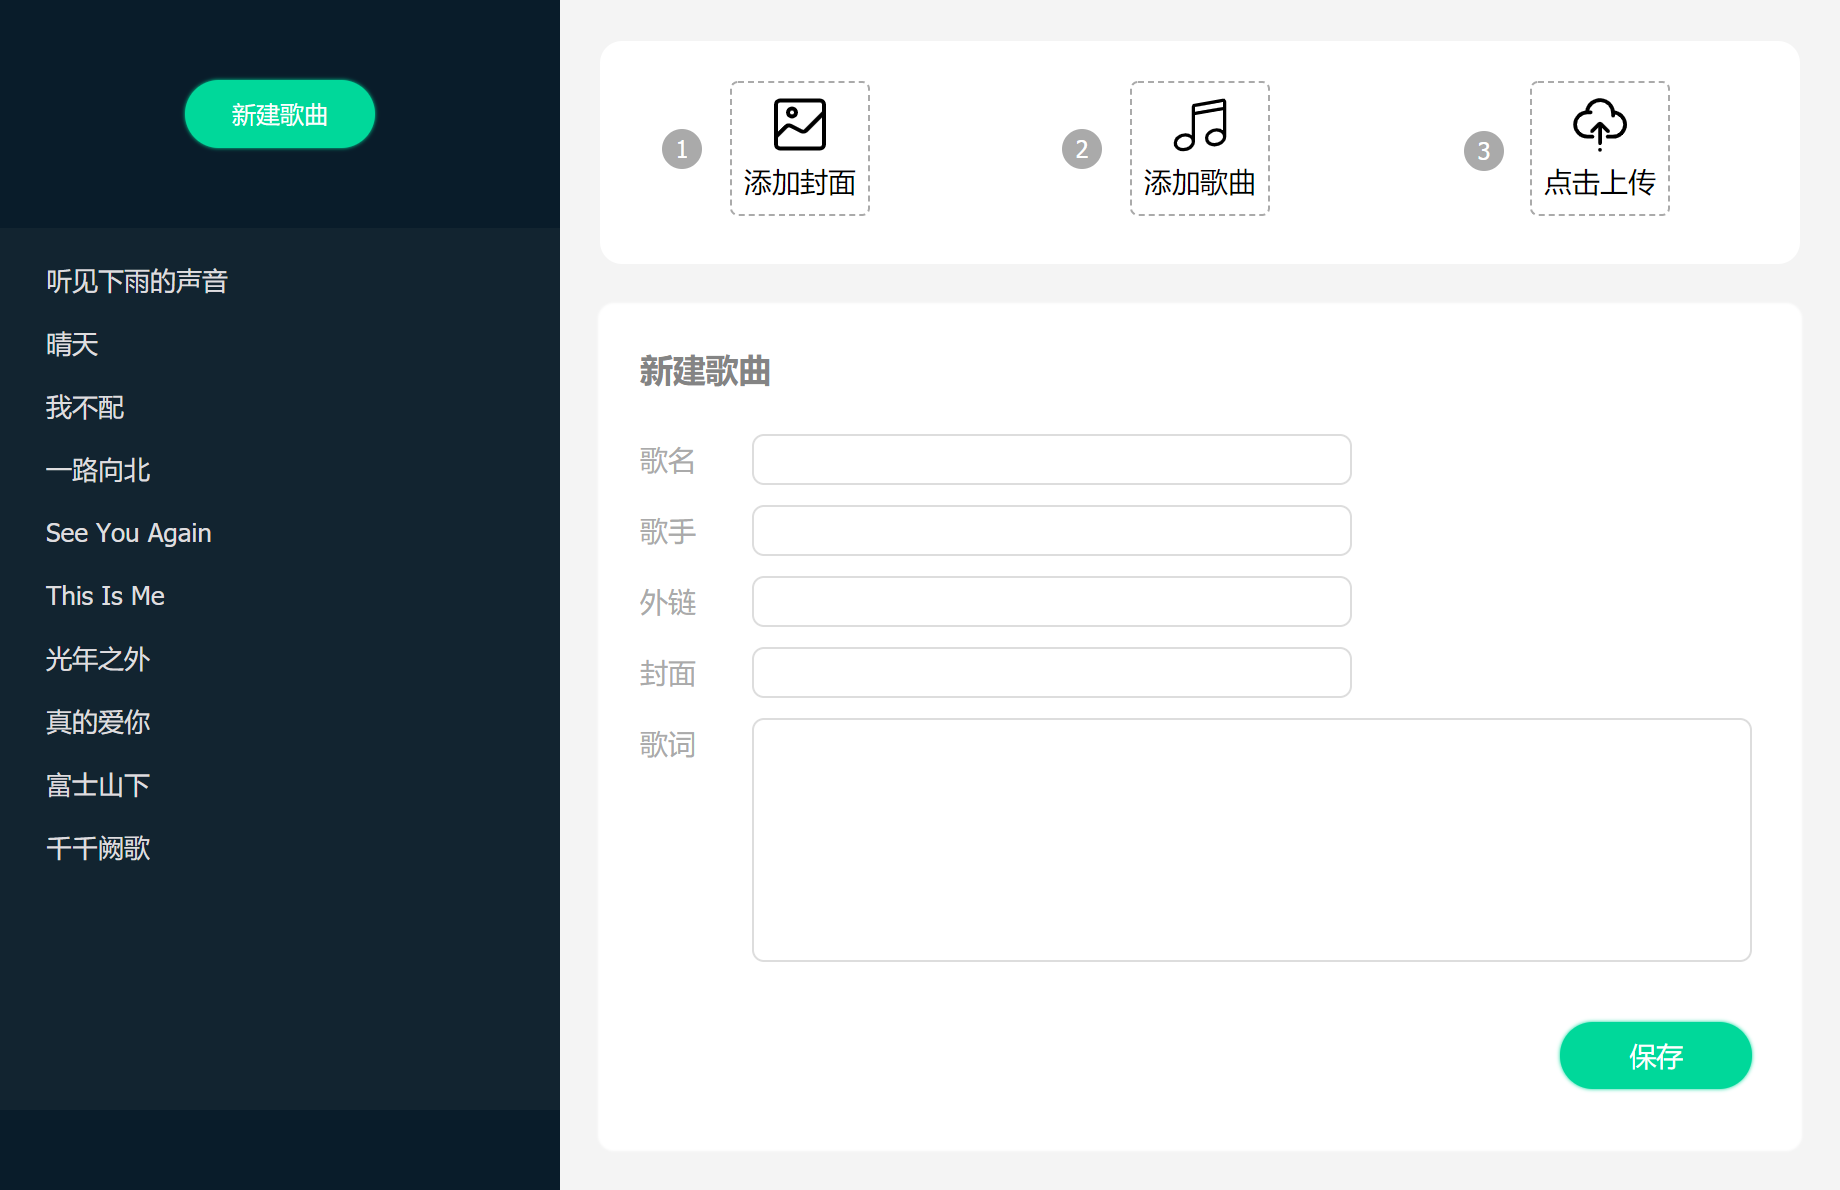 新建歌曲
听见下雨的声音
晴天
我不配
一路向北
See You Again
This Is Me
光年之外
真的爱你
富士山下
千千阙歌
1
添加封面
2
添加歌曲
3
点击上传
新建歌曲
歌名
歌手
外链
封面
歌词
保存